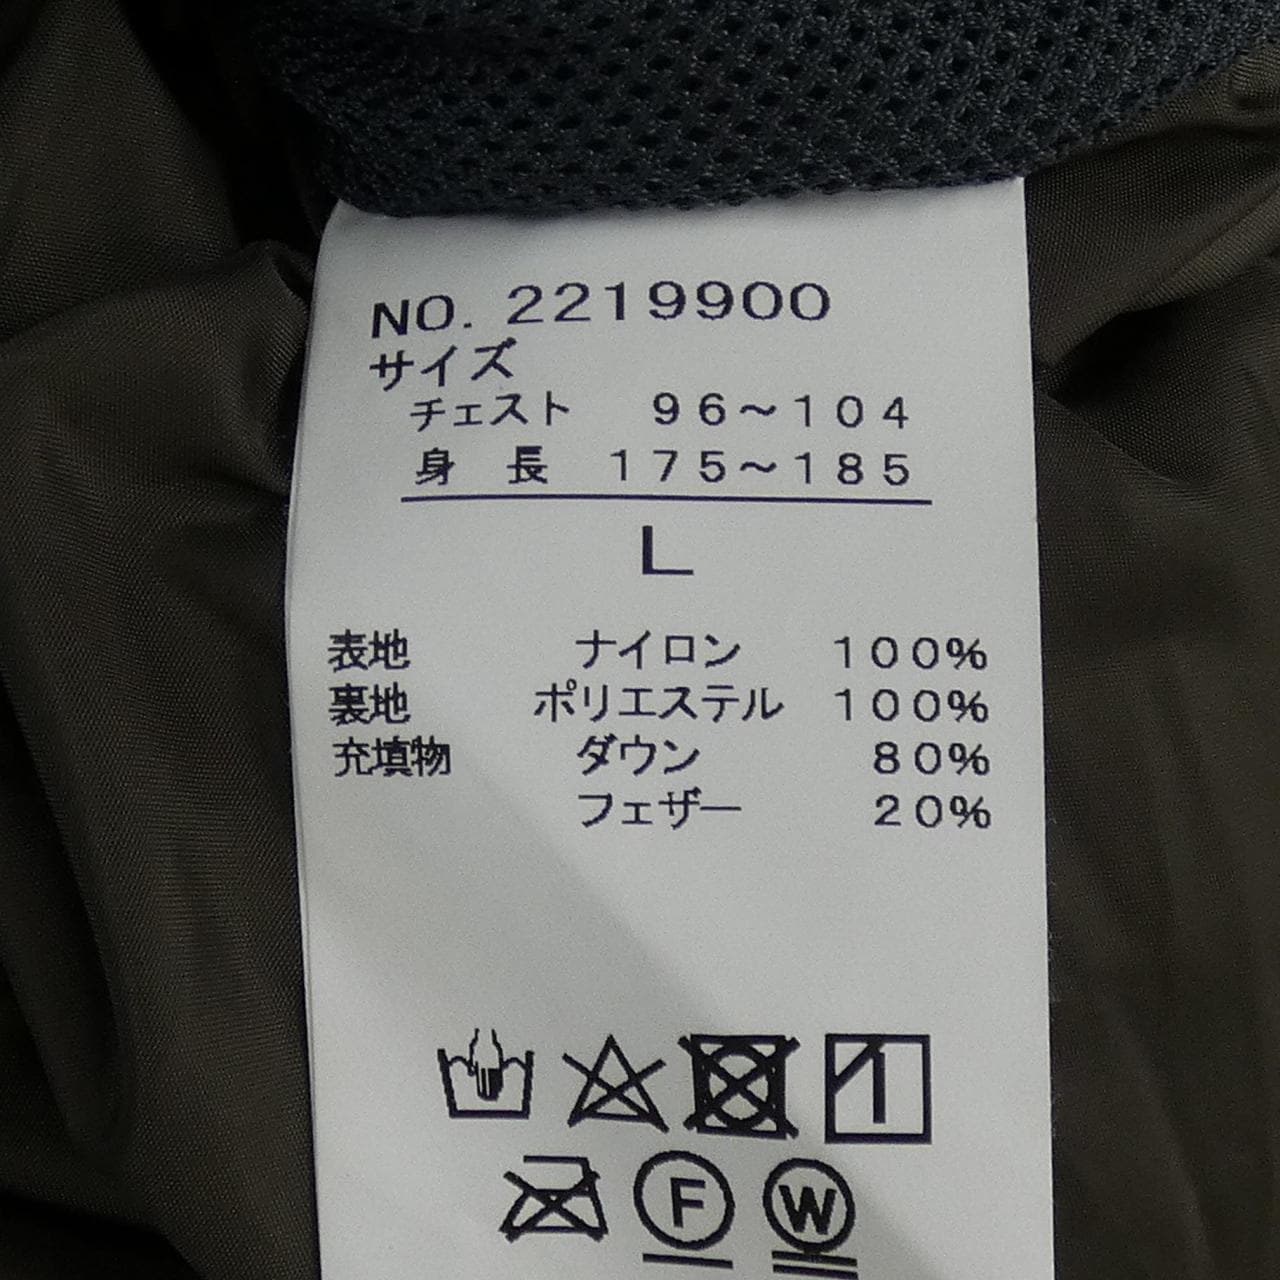 NO. 2219900
サイズ
チェスト 96～104
身 長 175～185
L
表地 ナイロン 100%
裏地 ポリエステル 100%
充填物 ダウン 80%
フェザー 20%
F W